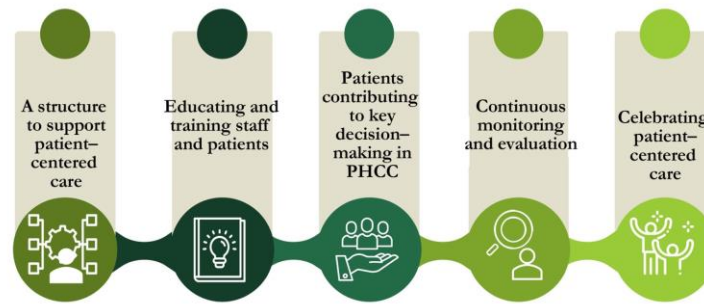 A structure
to support
patient–
centered
care
Educating and
training staff
and patients
Patients
contributing
to key
decision–
making in
PHCC
Continuous
monitoring
and evaluation
Celebrating
patient–
centered
care